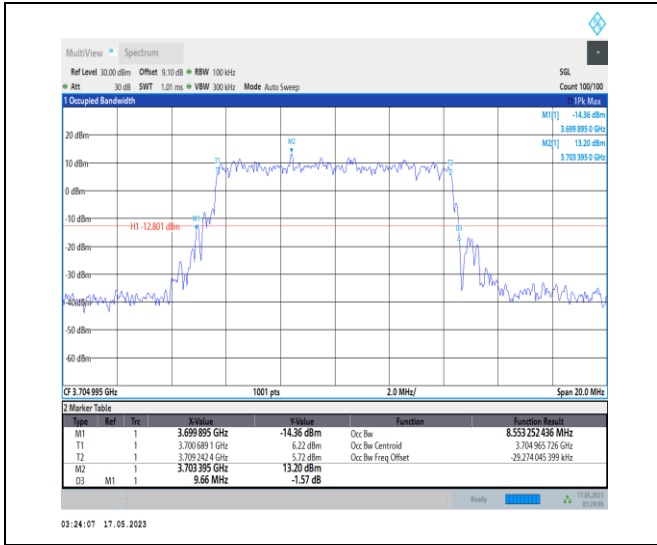 MultiView Spectrum
Ref Level 30.00 dBm Offset 9.10 dB RBW 100 kHz SGL
Att 30 dB SWT 1.01 ms VBW 300 kHz Mode Auto Sweep Count 100/100
1 Occupied Bandwidth 1Pk Max
M1[1] -14.36 dBm
3.699 895 0 GHz
M2[1] 13.20 dBm
3.703 395 0 GHz
20 dBm
M2
10 dBm
T1
T2
0 dBm
-10 dBm
M1
H1 -12.801 dBm
D3
-20 dBm
-30 dBm
-40 dBm
-50 dBm
-60 dBm
CF 3.704 995 GHz 1001 pts 2.0 MHz/ Span 20.0 MHz
2 Marker Table
Type Ref Trc X-Value Y-Value Function Function Result
M1 1 3.699 895 GHz -14.36 dBm Occ Bw 8.553 252 436 MHz
T1 1 3.700 689 1 GHz 6.22 dBm Occ Bw Centroid 3.704 965 726 GHz
T2 1 3.709 242 4 GHz 5.72 dBm Occ Bw Freq Offset -29.274 045 399 kHz
M2 1 3.703 395 GHz 13.20 dBm
D3 M1 1 9.66 MHz -1.57 dB
Ready 17.05.2023
03:24:06
03:24:07 17.05.2023